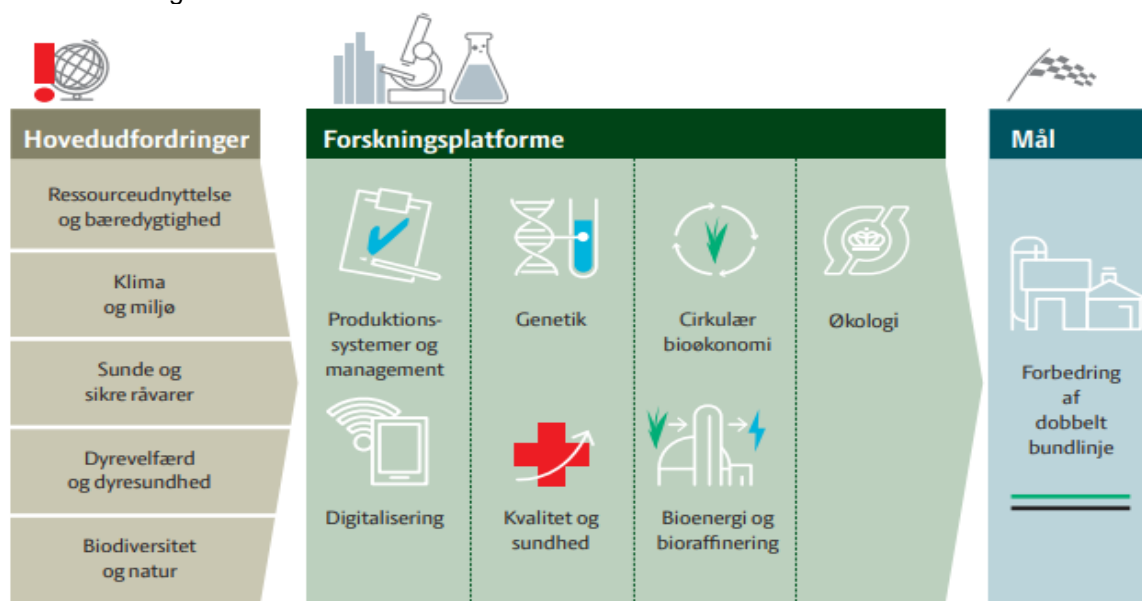 Hovedudfordringer
Ressourceudnyttelse
og bæredygtighed
Klima
og miljø
Sunde og
sikre råvarer
Dyrevelfærd
og dyresundhed
Biodiversitet
og natur
Forskningsplatforme
Produktions-
systemer og
management
Genetik
Cirkulær
bioøkonomi
Økologi
Digitalisering
Kvalitet og
sundhed
Bioenergi og
bioraffinering
Mål
Forbedring
af
dobbelt
bundlinje